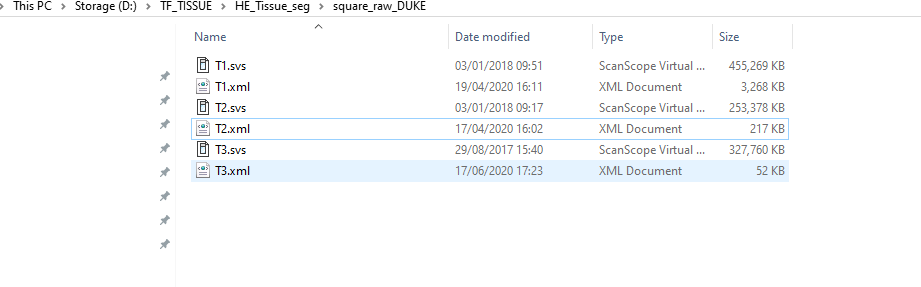 This PC > Storage (D:) > TF_TISSUE > HE_Tissue_seg > square_raw_DUKE
Name Date modified Type Size
T1.svs 03/01/2018 09:51 ScanScope Virtual ... 455,269 KB
T1.xml 19/04/2020 16:11 XML Document 3,268 KB
T2.svs 03/01/2018 09:17 ScanScope Virtual ... 253,378 KB
T2.xml 17/04/2020 16:02 XML Document 217 KB
T3.svs 29/08/2017 15:40 ScanScope Virtual ... 327,760 KB
T3.xml 17/06/2020 17:23 XML Document 52 KB